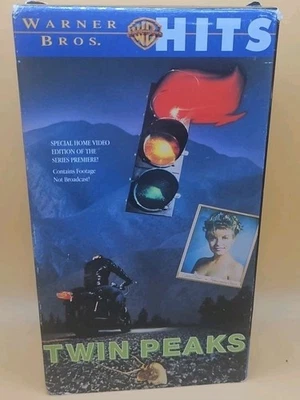 WARNER
BROS.
HITS
SPECIAL HOME VIDEO
EDITION OF THE
SERIES PREMIERE!
Contains Footage
Not Broadcast!
TWIN PEAKS